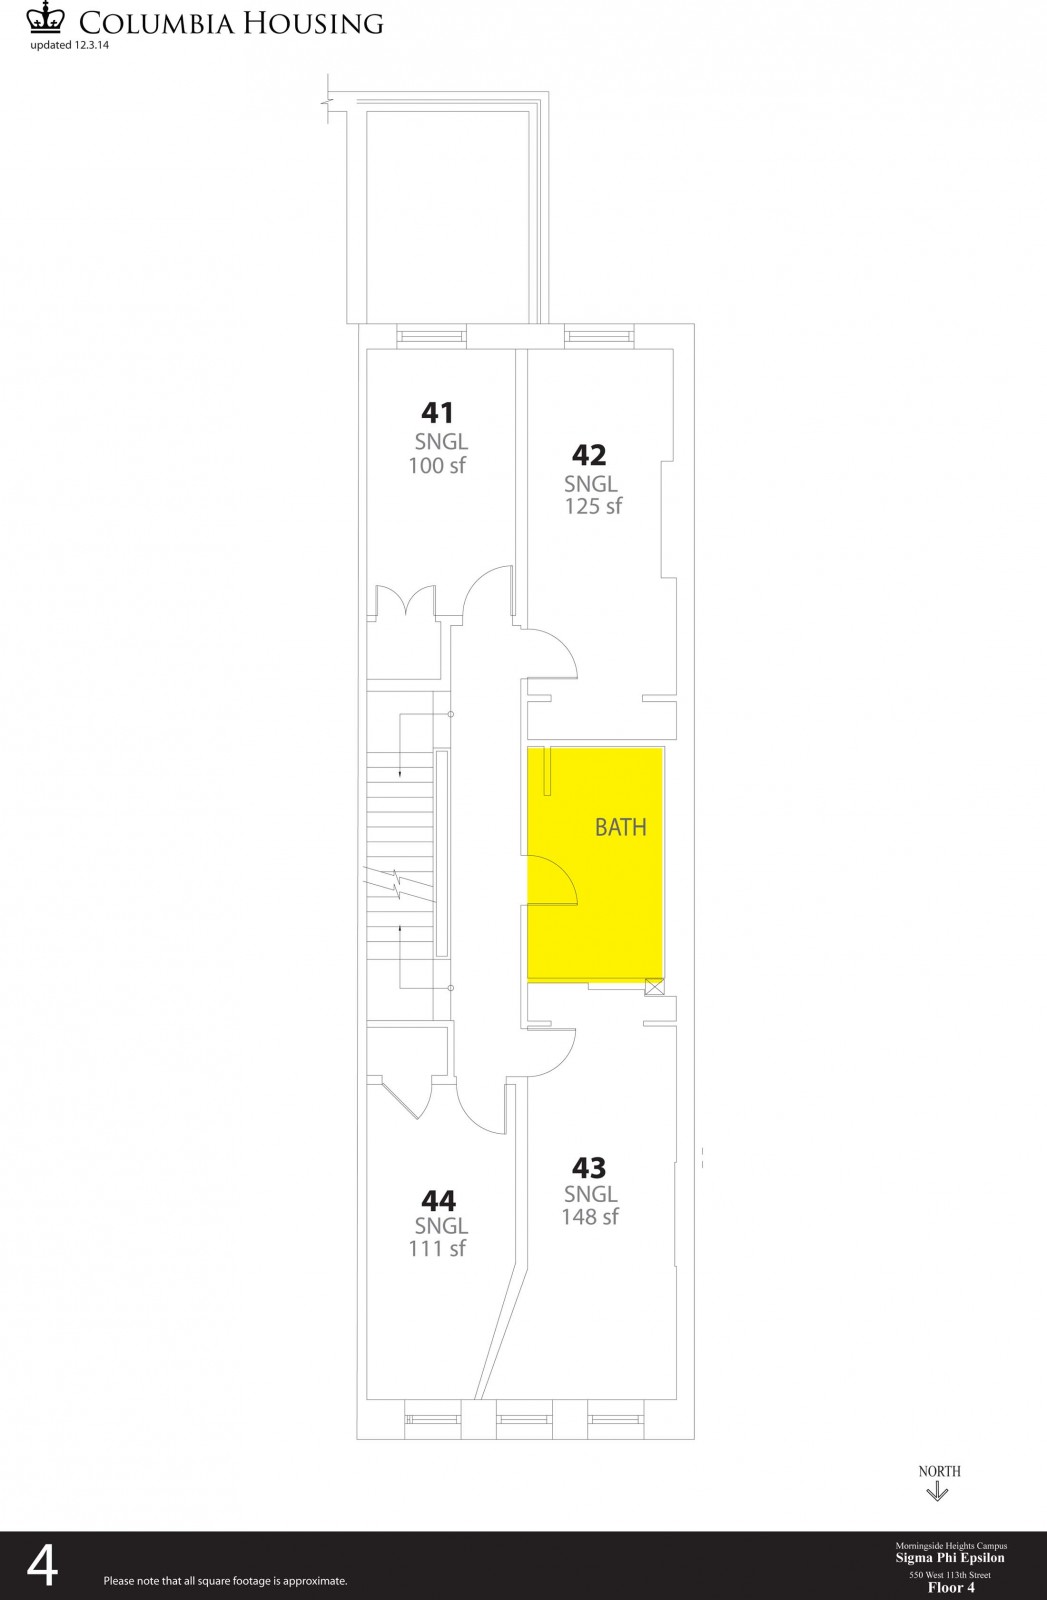 COLUMBIA HOUSING
updated 12.3.14
41
SNGL
100 sf
42
SNGL
125 sf
BATH
43
SNGL
148 sf
44
SNGL
111 sf
NORTH
4
Please note that all square footage is approximate.
Morningside Heights Campus
Sigma Phi Epsilon
550 West 113th Street
Floor 4